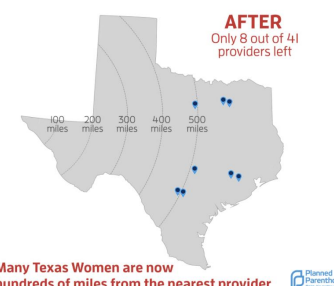 AFTER
Only 8 out of 41
providers left
100 200 300 400 500
miles miles miles miles miles
Many Texas Women are now
hundreds of miles from the nearest provider
Planned